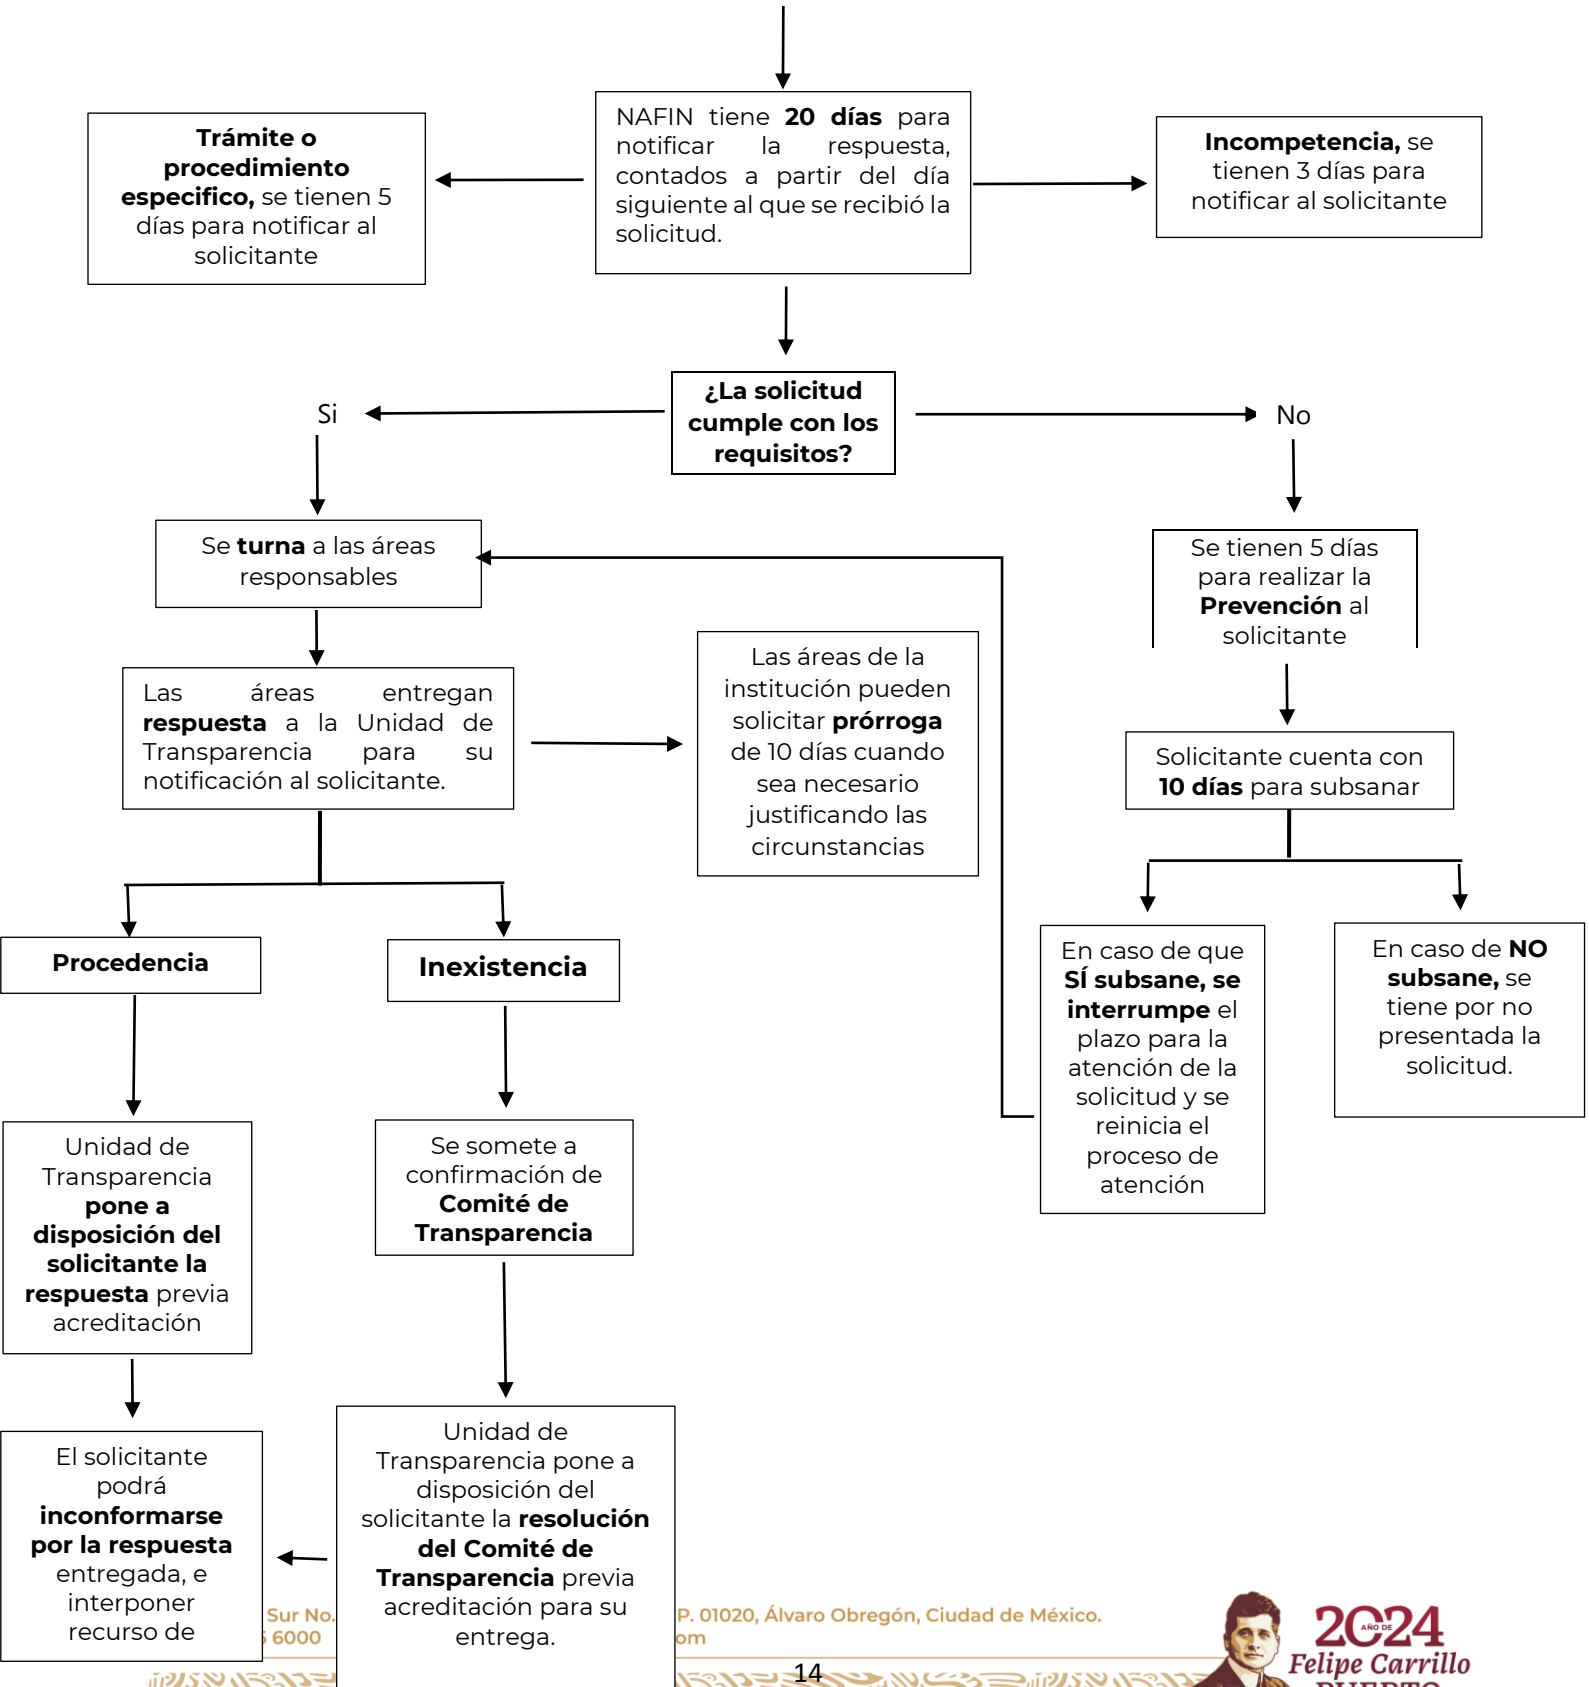 Trámite o
procedimiento
especifico, se tienen 5
días para notificar al
solicitante
NAFIN tiene 20 días para
notificar la respuesta,
contados a partir del día
siguiente al que se recibió la
solicitud.
Incompetencia, se
tienen 3 días para
notificar al solicitante
¿La solicitud
cumple con los
requisitos?
Si
No
Se turna a las áreas
responsables
Se tienen 5 días
para realizar la
Prevención al
solicitante
Las áreas entregan
respuesta a la Unidad de
Transparencia para su
notificación al solicitante.
Las áreas de la
institución pueden
solicitar prórroga
de 10 días cuando
sea necesario
justificando las
circunstancias
Solicitante cuenta con
10 días para subsanar
Procedencia
Inexistencia
En caso de que
SÍ subsane, se
interrumpe el
plazo para la
atención de la
solicitud y se
reinicia el
proceso de
atención
En caso de NO
subsane, se
tiene por no
presentada la
solicitud.
Unidad de
Transparencia
pone a
disposición del
solicitante la
respuesta previa
acreditación
Se somete a
confirmación de
Comité de
Transparencia
El solicitante
podrá
inconformarse
por la respuesta
entregada, e
interponer
recurso de
Unidad de
Transparencia pone a
disposición del
solicitante la resolución
del Comité de
Transparencia previa
acreditación para su
entrega.
Sur No.
P. 01020, Álvaro Obregón, Ciudad de México.
6000
om
14
2024
AÑO DE
Felipe Carrillo
PUERTO